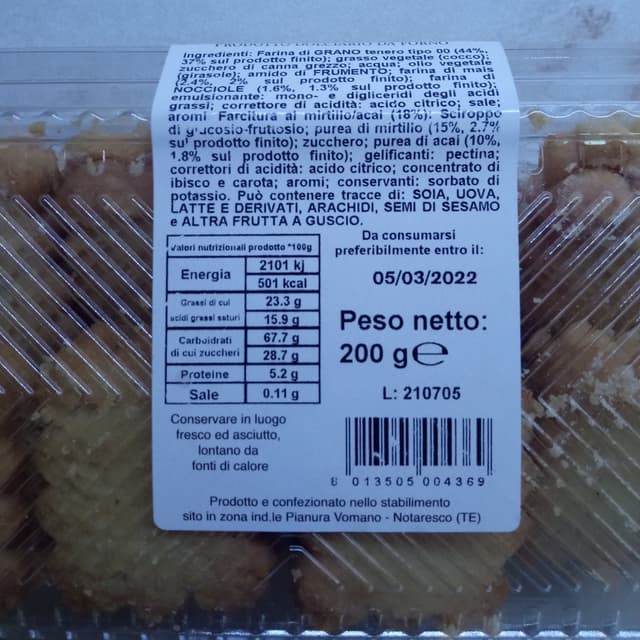 PRODOTTO DOLCIARIO DA FORNO
Ingredienti: Farina di GRANO tenero tipo 00 (44%,
37% sul prodotto finito); grasso vegetale (cocco);
zucchero di canna grezzo; acqua; olio vegetale
(girasole); amido di FRUMENTO; farina di mais
(2.4%, 2% sul prodotto finito); farina di
NOCCIOLE (1.6%, 1.3% sul prodotto finito);
emulsionante: mono- e digliceridi degli acidi
grassi; correttore di acidità: acido citrico; sale;
aromi Farcitura al mirtillo/acai (18%): Sciroppo
di glucosio-fruttosio; purea di mirtillo (15%, 2.7%
sul prodotto finito); zucchero; purea di acai (10%,
1.8% sul prodotto finito); gelificanti: pectina;
correttori di acidità: acido citrico; concentrato di
ibisco e carota; aromi; conservanti: sorbato di
potassio. Può contenere tracce di: SOIA, UOVA,
LATTE E DERIVATI, ARACHIDI, SEMI DI SESAMO
e ALTRA FRUTTA A GUSCIO.
Valori nutrizionali prodotto *100g
Energia 2101 kj
501 kcal
Grassi di cui 23.3 g
acidi grassi saturi 15.9 g
Carboidrati 67.7 g
di cui zuccheri 28.7 g
Proteine 5.2 g
Sale 0.11 g
Da consumarsi
preferibilmente entro il:
05/03/2022
Peso netto:
200 g℮
L: 210705
Conservare in luogo
fresco ed asciutto,
lontano da
fonti di calore
8 013505 004369
Prodotto e confezionato nello stabilimento
sito in zona ind.le Pianura Vomano - Notaresco (TE)